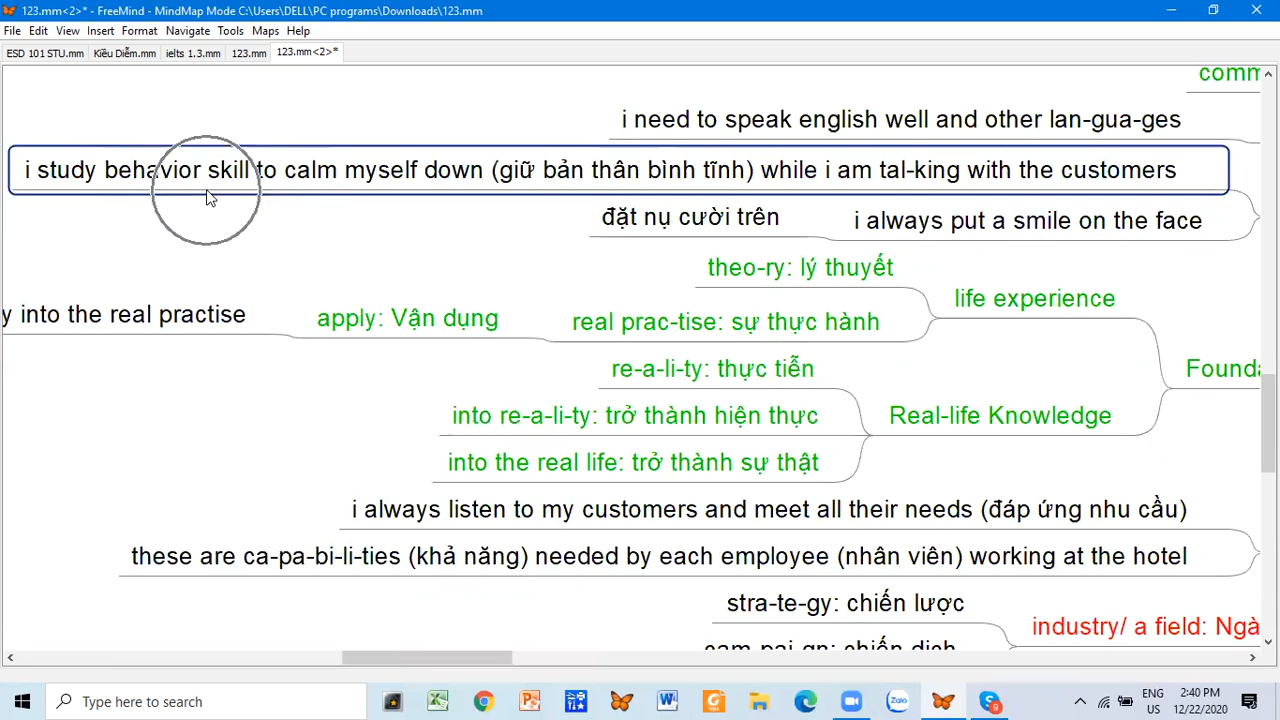 123.mm<2>* - FreeMind - MindMap Mode C:\Users\DELL\PC programs\Downloads\123.mm
File Edit View Insert Format Navigate Tools Maps Help
ESD 101 STU.mm Kiều Diễm.mm ielts 1.3.mm 123.mm 123.mm<2>*
comm
i need to speak english well and other lan-gua-ges
i study behavior skill to calm myself down (giữ bản thân bình tĩnh) while i am tal-king with the customers
đặt nụ cười trên i always put a smile on the face
theo-ry: lý thuyết
life experience
y into the real practise apply: Vận dụng real prac-tise: sự thực hành
re-a-li-ty: thực tiễn
Founda
into re-a-li-ty: trở thành hiện thực Real-life Knowledge
into the real life: trở thành sự thật
i always listen to my customers and meet all their needs (đáp ứng nhu cầu)
these are ca-pa-bi-li-ties (khả năng) needed by each employee (nhân viên) working at the hotel
stra-te-gy: chiến lược
industry/ a field: Ngà
cam-pai-gn: chiến dịch
Type here to search
ENG
US
2:40 PM
12/22/2020